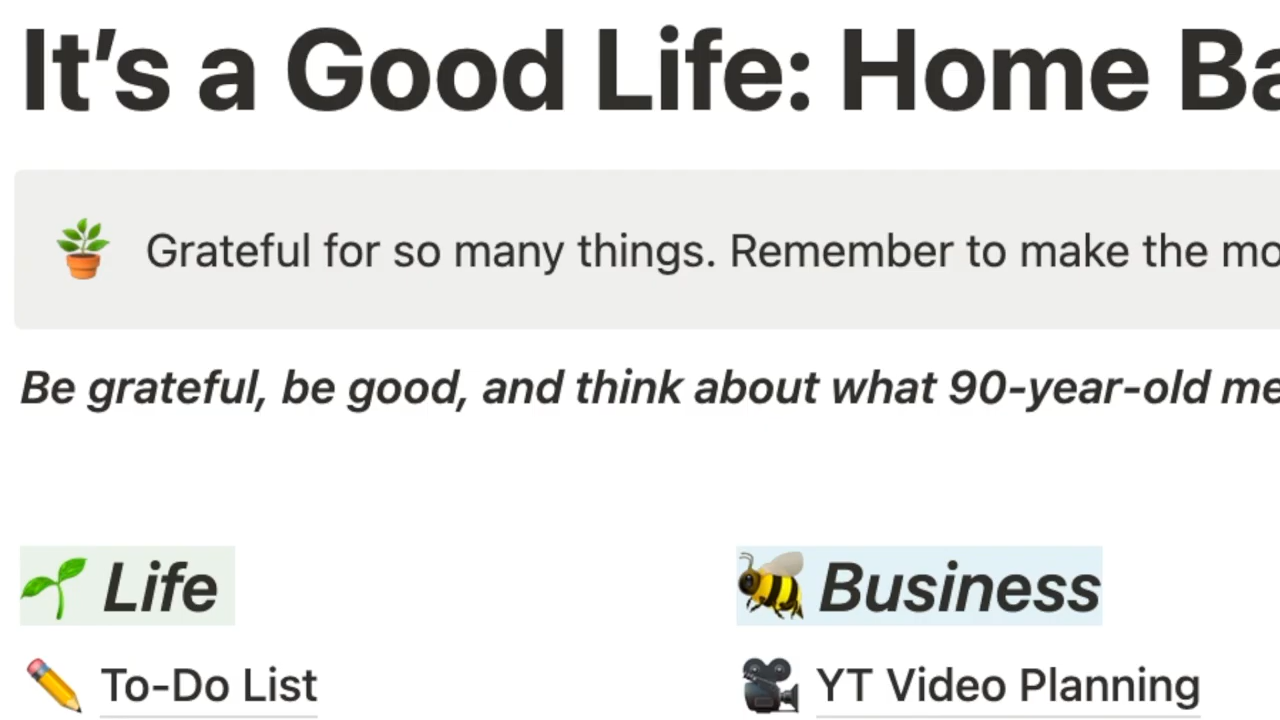 It's a Good Life: Home Ba
Grateful for so many things. Remember to make the mo
Be grateful, be good, and think about what 90-year-old me
Life
Business
To-Do List
YT Video Planning